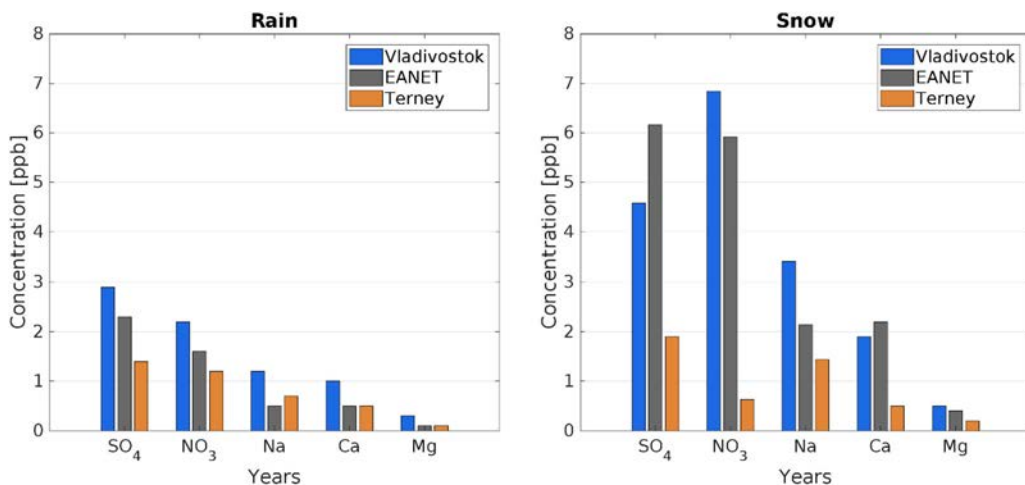 Rain
Concentration [ppb]
8
7
6
5
4
3
2
1
0
Vladivostok
EANET
Terney
SO4 NO3 Na Ca Mg
Years
Snow
Concentration [ppb]
8
7
6
5
4
3
2
1
0
Vladivostok
EANET
Terney
SO4 NO3 Na Ca Mg
Years